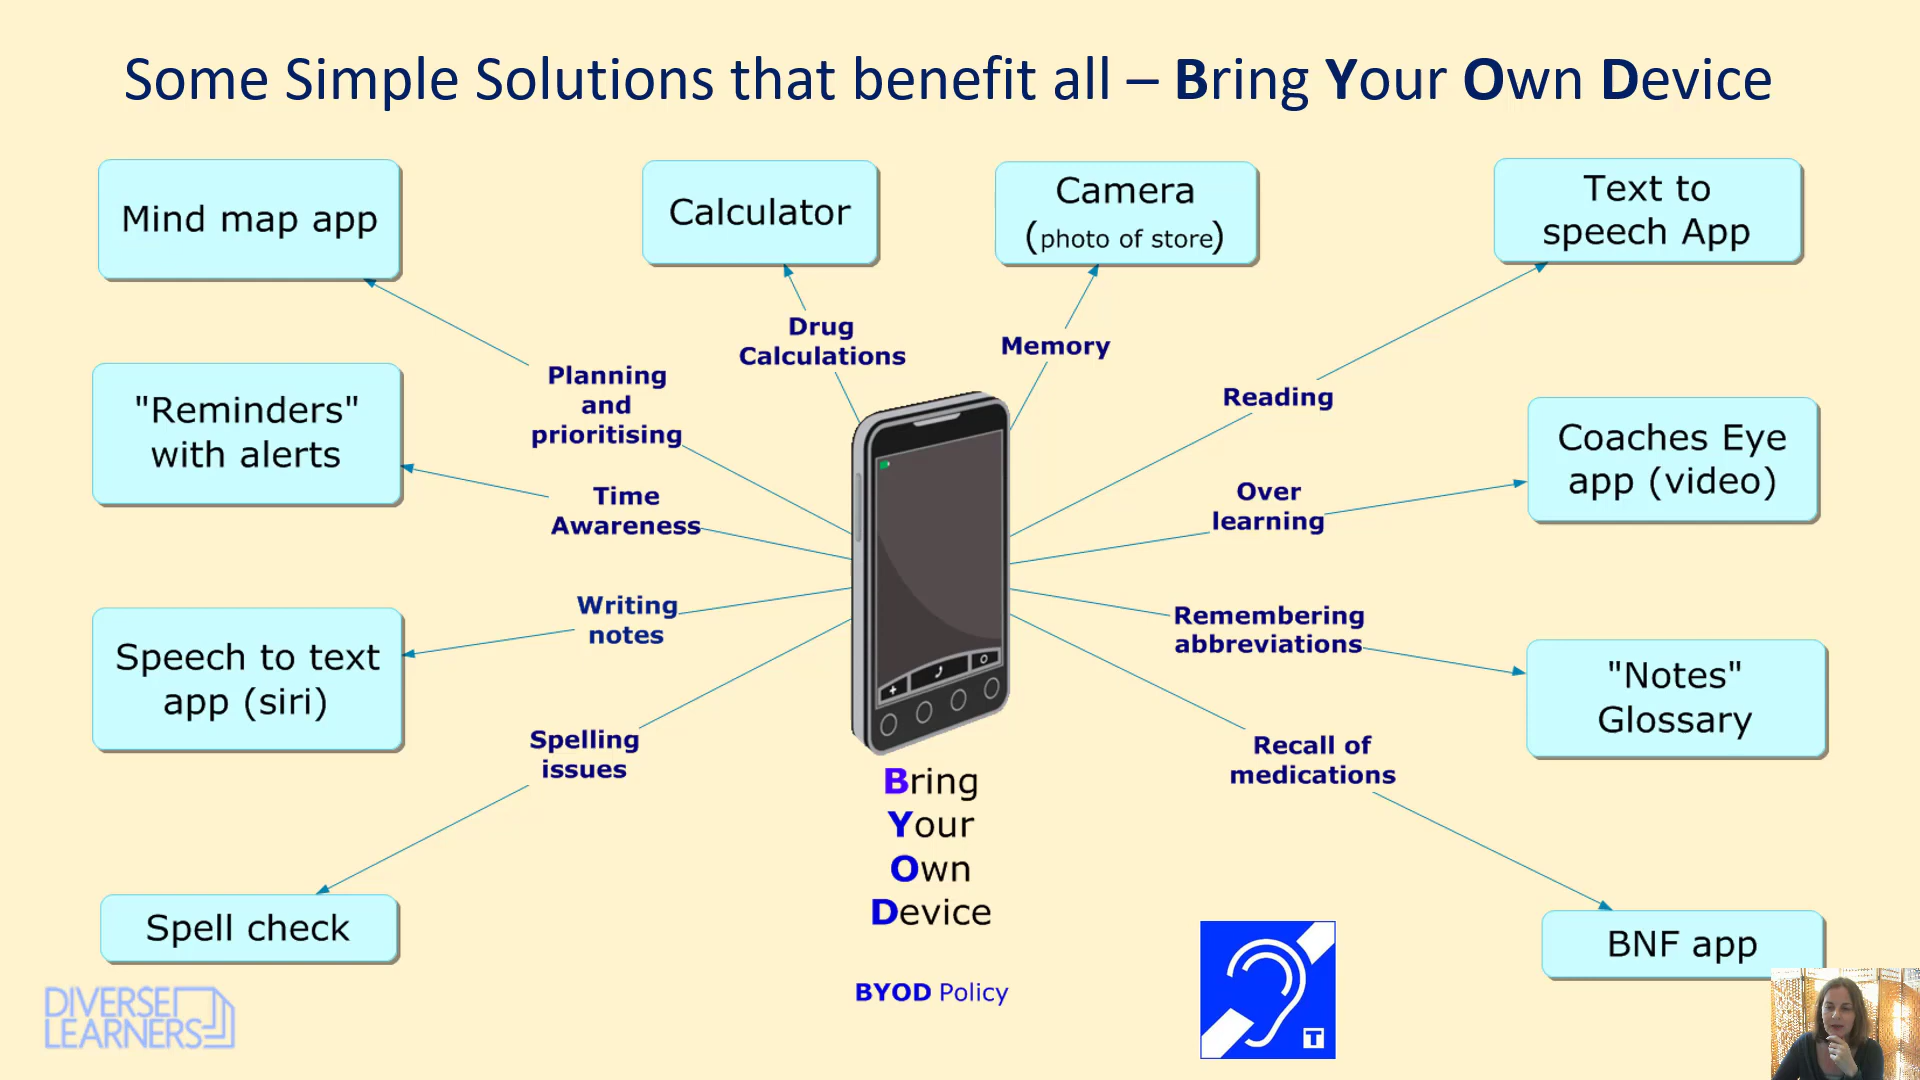 Some Simple Solutions that benefit all – Bring Your Own Device
Mind map app
Calculator
Camera
(photo of store)
Text to
speech App
Drug
Calculations
Memory
Planning
and
prioritising
Reading
"Reminders"
with alerts
Coaches Eye
app (video)
Time
Awareness
Over
learning
Writing
notes
Remembering
abbreviations
Speech to text
app (siri)
"Notes"
Glossary
Spelling
issues
Recall of
medications
Bring
Your
Own
Device
Spell check
BNF app
BYOD Policy
DIVERSE
LEARNERS
T